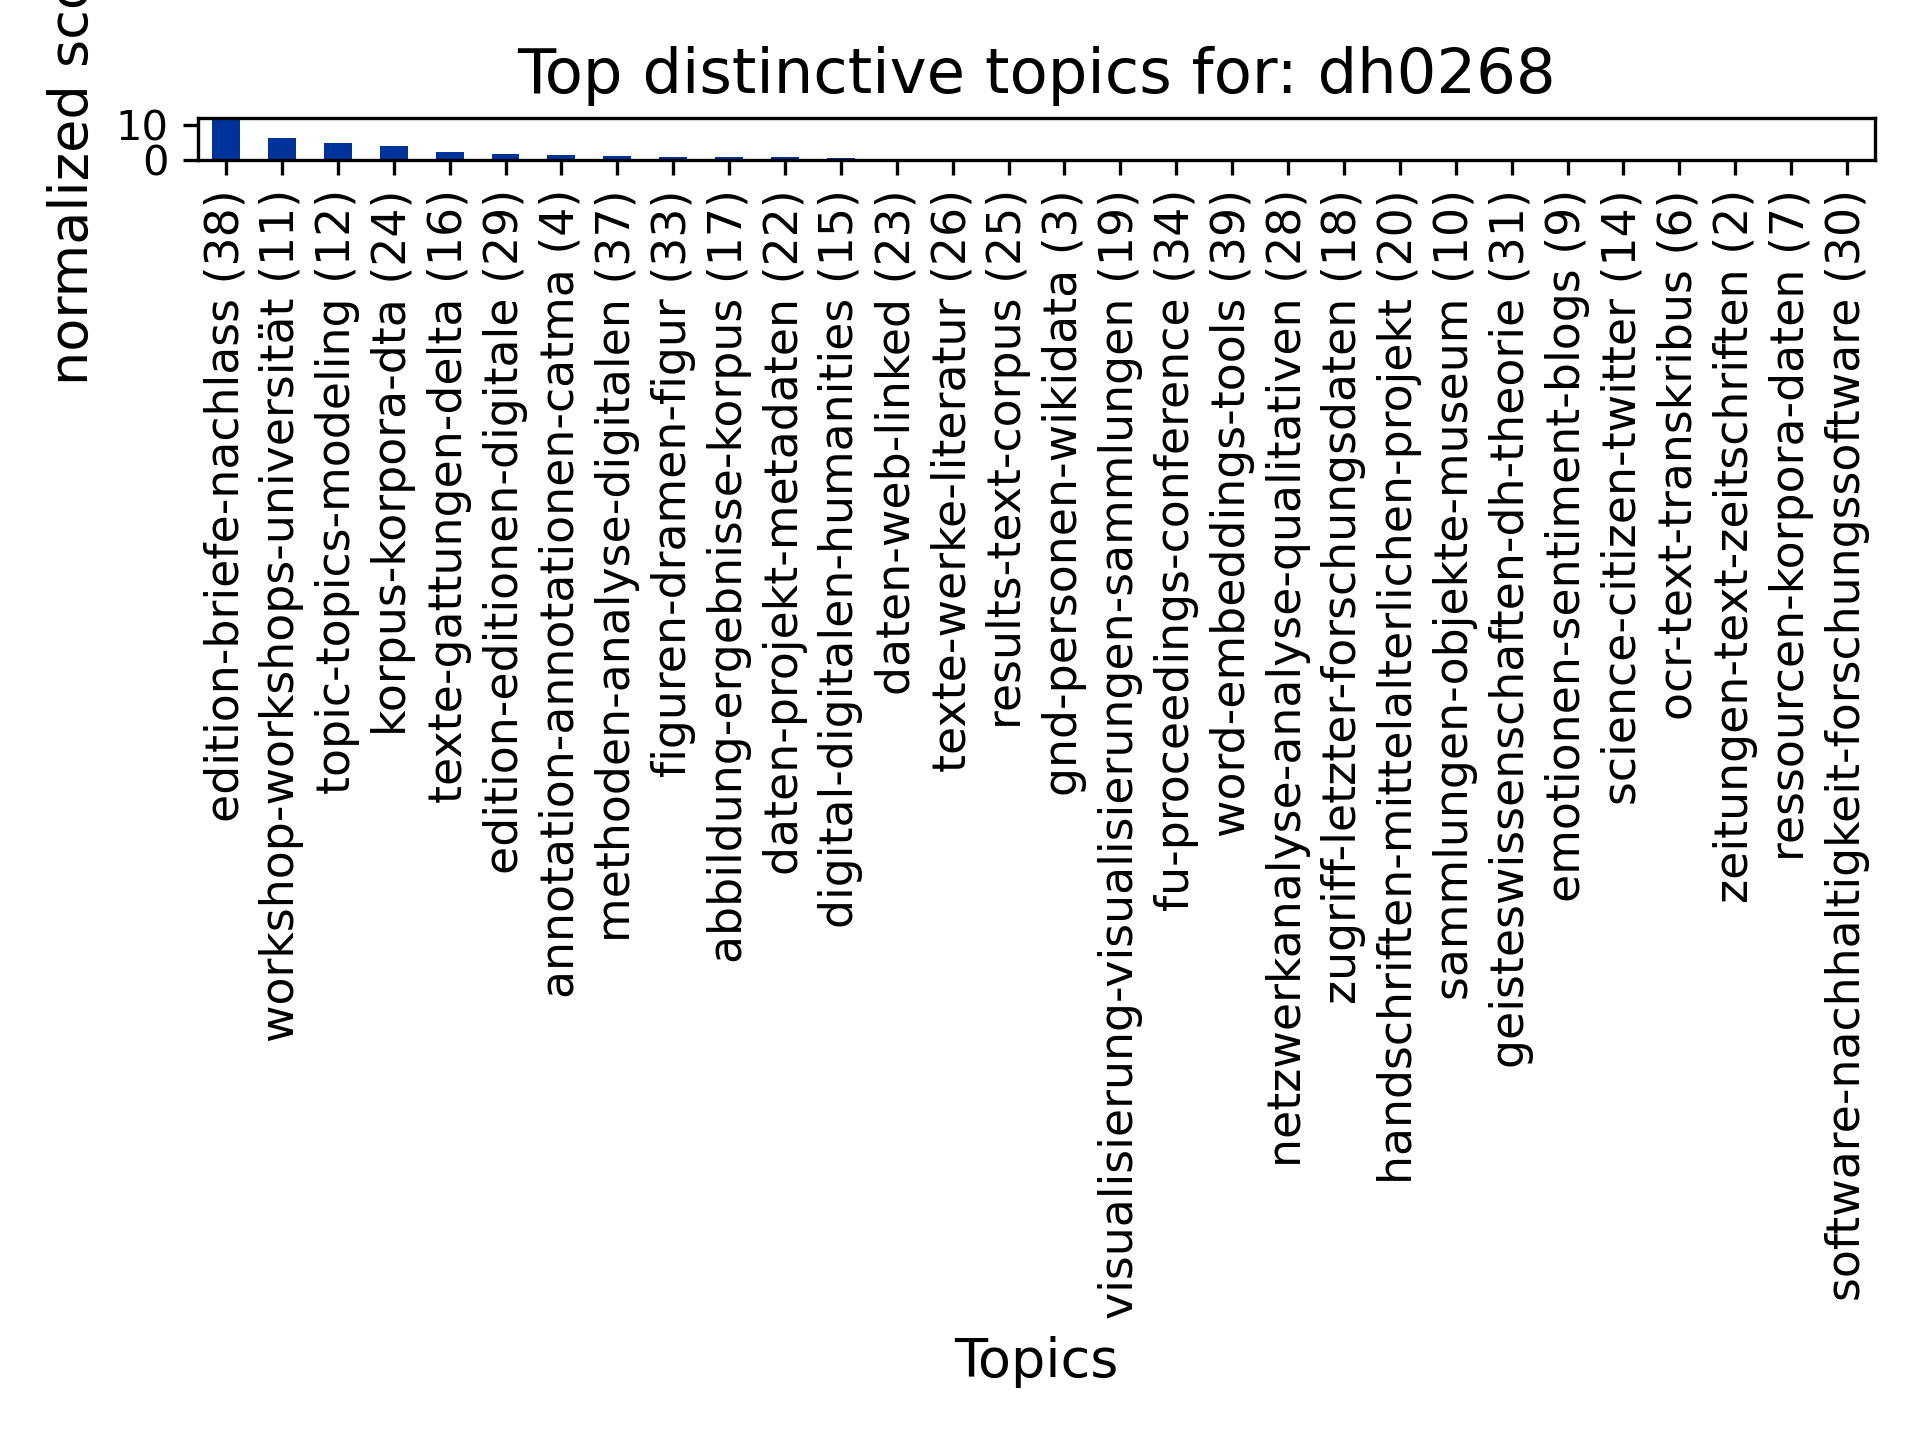 Top distinctive topics for: dh0268
normalized sco
10
0
edition-briefe-nachlass (38)
workshop-workshops-universität (11)
topic-topics-modeling (12)
korpus-korpora-dta (24)
texte-gattungen-delta (16)
edition-editionen-digitale (29)
annotation-annotationen-catma (4)
methoden-analyse-digitalen (37)
figuren-dramen-figur (33)
abbildung-ergebnisse-korpus (17)
daten-projekt-metadaten (22)
digital-digitalen-humanities (15)
daten-web-linked (23)
texte-werke-literatur (26)
results-text-corpus (25)
gnd-personen-wikidata (3)
visualisierung-visualisierungen-sammlungen (19)
fu-proceedings-conference (34)
word-embeddings-tools (39)
netzwerkanalyse-analyse-qualitativen (28)
zugriff-letzter-forschungsdaten (18)
handschriften-mittelalterlichen-projekt (20)
sammlungen-objekte-museum (10)
geisteswissenschaften-dh-theorie (31)
emotionen-sentiment-blogs (9)
science-citizen-twitter (14)
ocr-text-transkribus (6)
zeitungen-text-zeitschriften (2)
ressourcen-korpora-daten (7)
software-nachhaltigkeit-forschungssoftware (30)
Topics